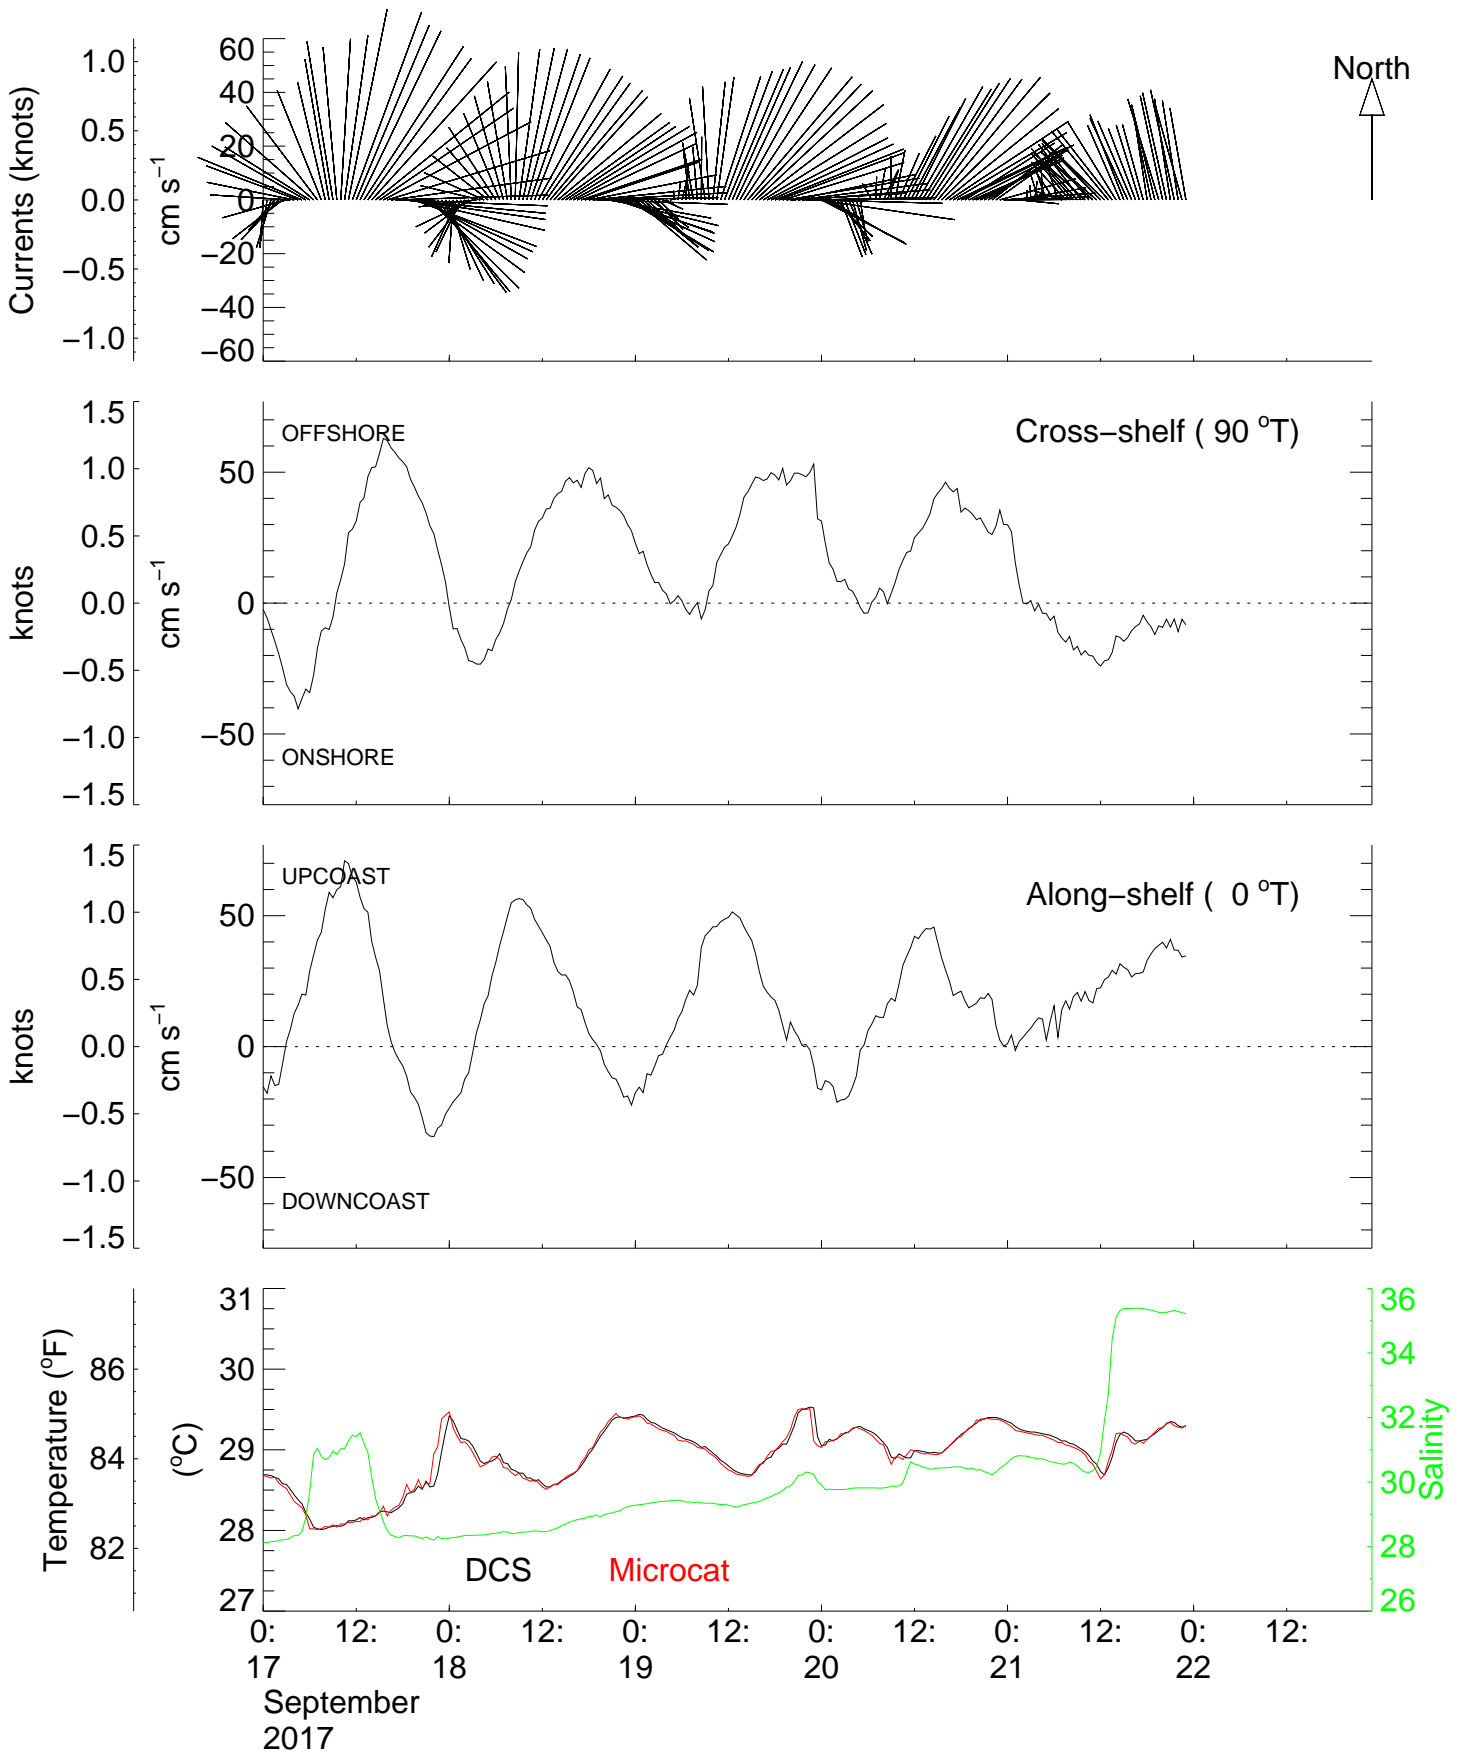 Currents (knots)
1.0
0.5
0.0
−0.5
−1.0
cm s−1
60
40
20
0
−20
−40
−60
North
knots
1.5
1.0
0.5
0.0
−0.5
−1.0
−1.5
cm s−1
50
0
−50
OFFSHORE
Cross−shelf ( 90 oT)
ONSHORE
knots
1.5
1.0
0.5
0.0
−0.5
−1.0
−1.5
cm s−1
50
0
−50
UPCOAST
Along−shelf ( 0 oT)
DOWNCOAST
Temperature (oF)
86
84
82
(oC)
31
30
29
28
27
DCS Microcat
36
34
32
30
28
26
Salinity
0: 12: 0: 12: 0: 12: 0: 12: 0: 12: 0: 12:
17 18 19 20 21 22
September
2017